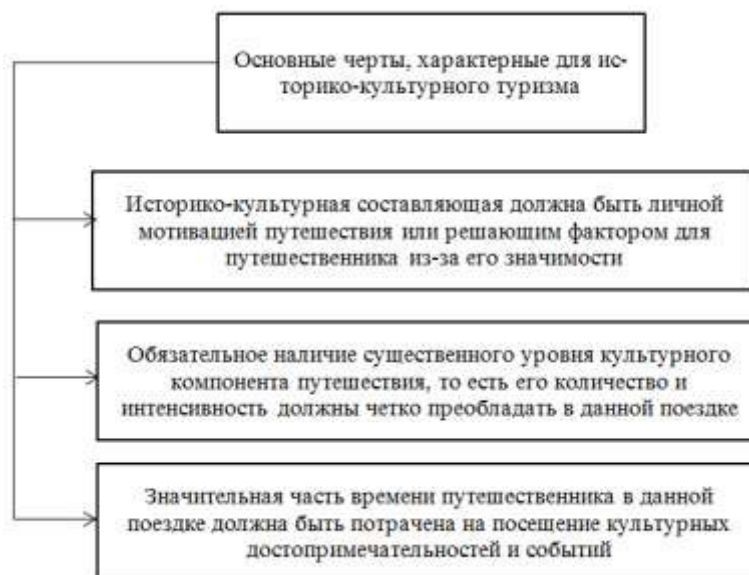 Основные черты, характерные для ис-
торико-культурного туризма
Историко-культурная составляющая должна быть личной
мотивацией путешествия или решающим фактором для
путешественника из-за его значимости
Обязательное наличие существенного уровня культурного
компонента путешествия, то есть его количество и
интенсивность должны четко преобладать в данной поездке
Значительная часть времени путешественника в данной
поездке должна быть потрачена на посещение культурных
достопримечательностей и событий